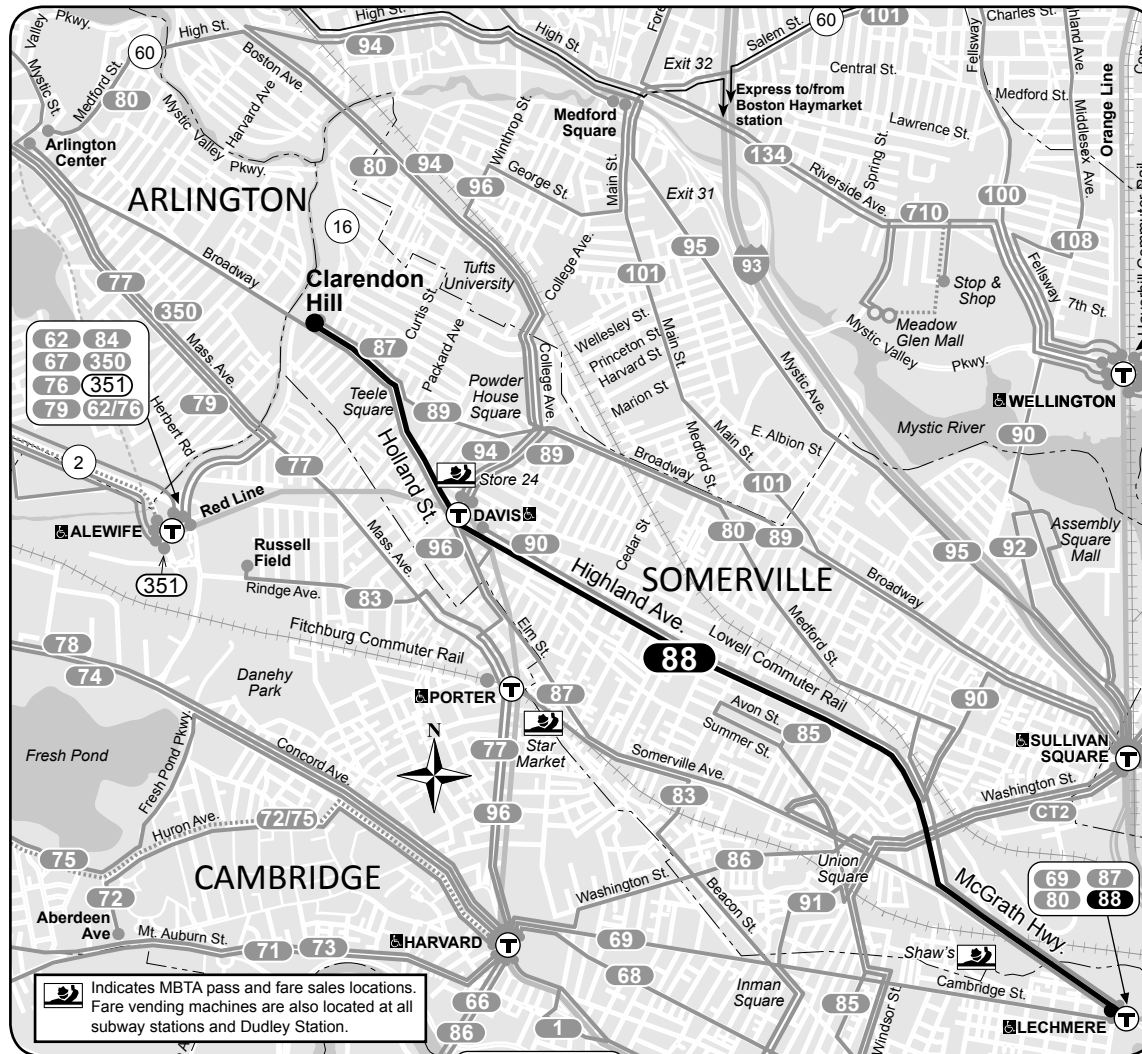 Valley
Pkwy.
60
High St.
94
High St.
Fore
101
60
Salem St.
Charles St.
Fellsway
hland Ave.
Com
Mystic St.
Medford St.
80
Boston Ave.
Harvard Ave
Mystic Valley
Pkwy.
Exit 32
Express to/from
Boston Haymarket
station
Central St.
Medford St.
Lawrence St.
Middlesex Ave.
Orange Line
Haverhill Commuter Rail
Arlington
Center
Medford
Square
Winthrop St.
96
George St.
Main St.
80
94
134
Riverside Ave.
Spring St.
100
710
108
ARLINGTON
16
Exit 31
95
93
Broadway
77
350
Clarendon
Hill
Tufts
University
College Ave.
101
Stop &
Shop
Fellsway
7th St.
Meadow
Glen Mall
Mystic Valley
Pkwy.
62
84
67
350
76
351
79
62/76
Mass. Ave.
87
Curtis St.
Packard Ave
Wellesley St.
Princeton St.
Harvard St
Marion St
Main St.
Mystic Ave.
WELLINGTON
T
Teele
Square
Powder
House
Square
College Ave.
89
79
Herbert Rd
Mystic River
90
2
77
Holland St.
94
89
Store 24
Broadway
Medford St.
Main St.
E. Albion St
101
Red Line
T
DAVIS
ALEWIFE
T
351
Mass. Ave.
96
90
Cedar St
80
89
95
92
Assembly
Square
Mall
Russell
Field
Rindge Ave.
83
Highland Ave.
SOMERVILLE
Broadway
Medford St.
Fitchburg Commuter Rail
Elm St.
88
Lowell Commuter Rail
78
74
Danehy
Park
PORTER
T
87
90
Avon St.
85
Summer St.
Fresh Pond
Fresh Pond Pkwy.
Concord Ave.
N
77
Star
Market
Somerville Ave.
83
SULLIVAN
SQUARE
T
Washington St.
CT2
Huron Ave.
72/75
96
75
72
CAMBRIDGE
86
Washington St.
Beacon St.
Union
Square
91
McGrath Hwy.
69
87
80
88
Aberdeen
Ave
Mt. Auburn St.
71
73
HARVARD
T
69
68
Shaw's
Cambridge St.
Inman
Square
85
Windsor St.
66
86
1
LECHMERE
T
Indicates MBTA pass and fare sales locations.
Fare vending machines are also located at all
subway stations and Dudley Station.